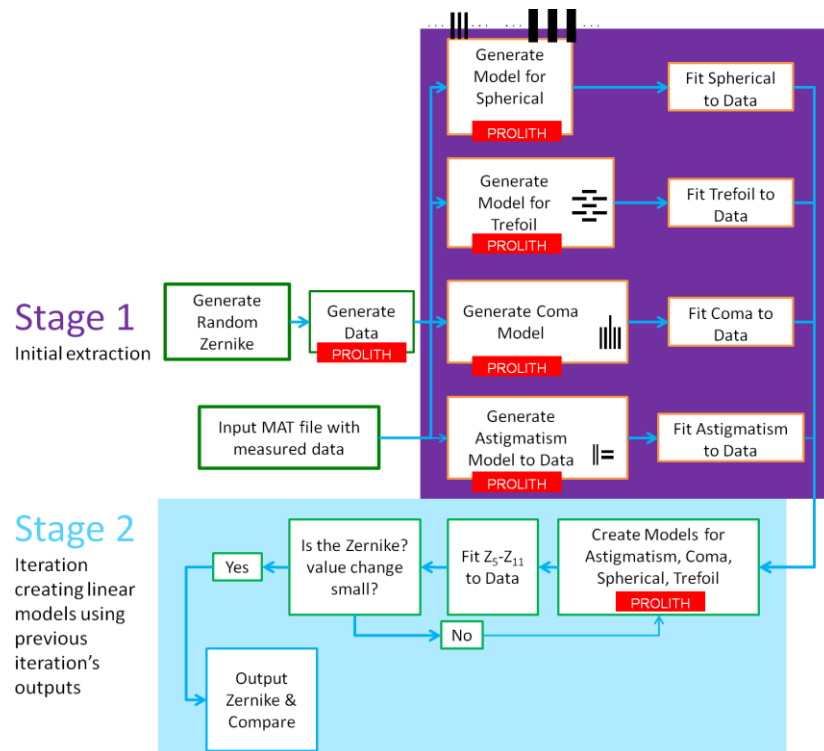 Generate
Model for
Spherical
PROLITH
Fit Spherical
to Data
Generate
Model for
Trefoil
PROLITH
Fit Trefoil to
Data
Stage 1
Initial extraction
Generate
Random
Zernike
Generate
Data
PROLITH
Generate Coma
Model
PROLITH
Fit Coma to
Data
Input MAT file with
measured data
Generate
Astigmatism
Model to Data
PROLITH
Fit Astigmatism
to Data
Stage 2
Iteration
creating linear
models using
previous
iteration's
outputs
Yes
Is the Zernike?
value change
small?
Fit Z5-Z11
to Data
Create Models for
Astigmatism, Coma,
Spherical, Trefoil
PROLITH
No
Output
Zernike &
Compare